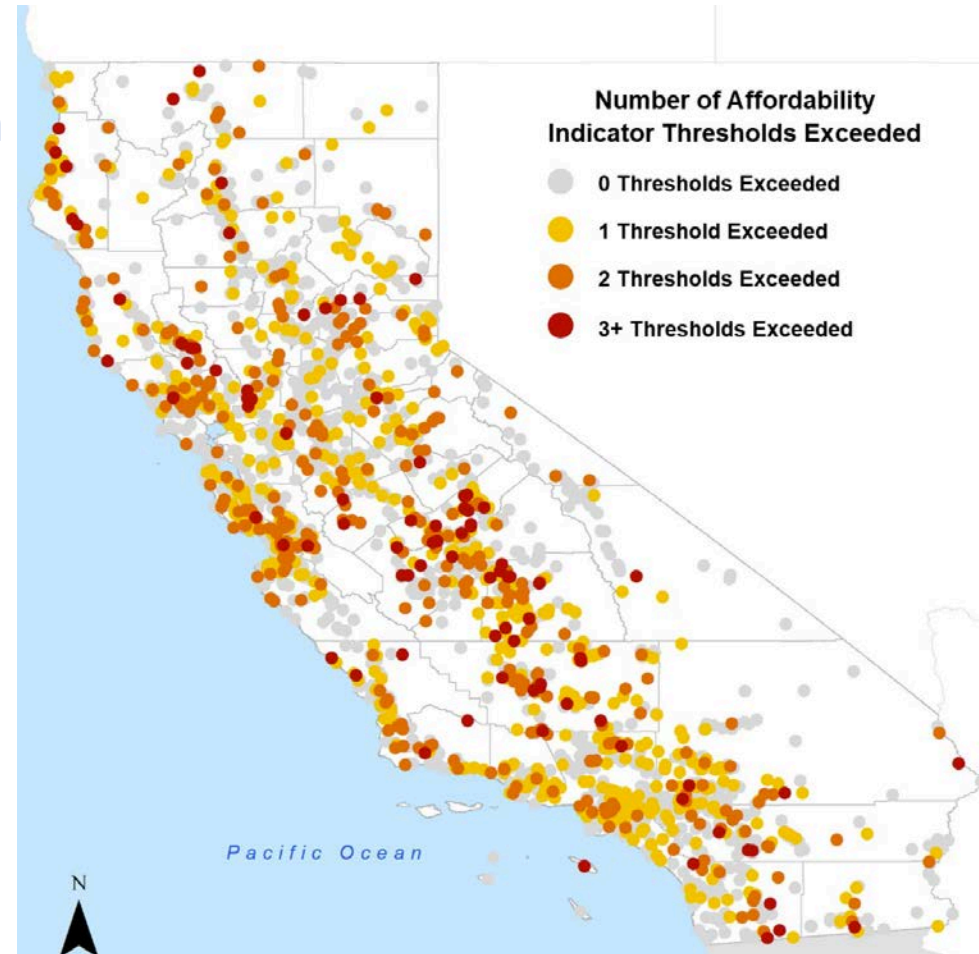 Number of Affordability
Indicator Thresholds Exceeded
0 Thresholds Exceeded
1 Threshold Exceeded
2 Thresholds Exceeded
3+ Thresholds Exceeded
Pacific Ocean
N